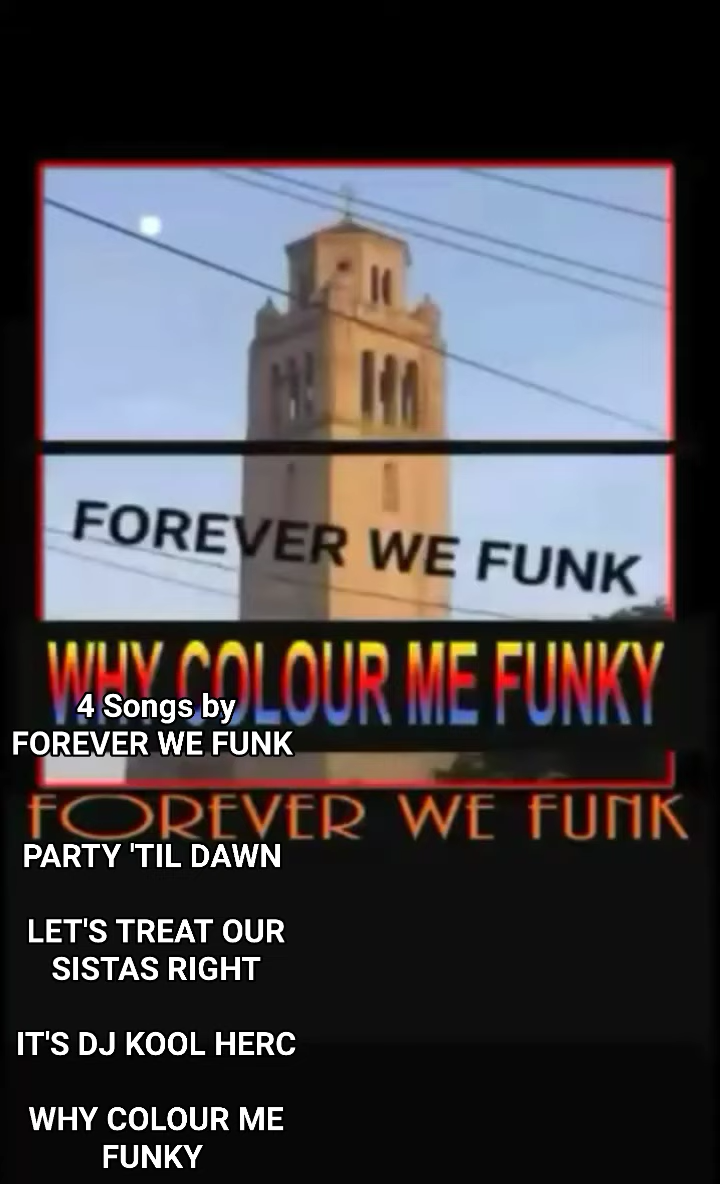 FOREVER WE FUNK
WHY COLOUR ME FUNKY
4 Songs by
FOREVER WE FUNK
FOREVER WE FUNK
PARTY 'TIL DAWN
LET'S TREAT OUR
SISTAS RIGHT
IT'S DJ KOOL HERC
WHY COLOUR ME
FUNKY